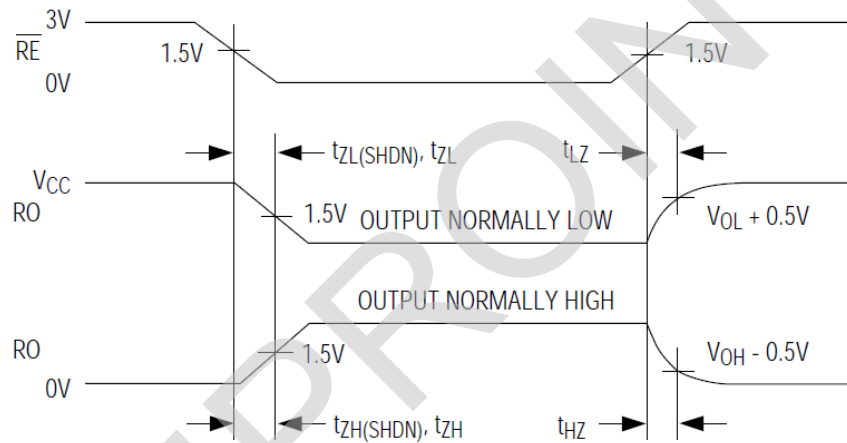 3V
RE
1.5V
1.5V
0V
tZL(SHDN), tZL
tLZ
VCC
RO
1.5V
OUTPUT NORMALLY LOW
VOL + 0.5V
OUTPUT NORMALLY HIGH
RO
1.5V
VOH - 0.5V
0V
tZH(SHDN), tZH
tHZ
PROIN